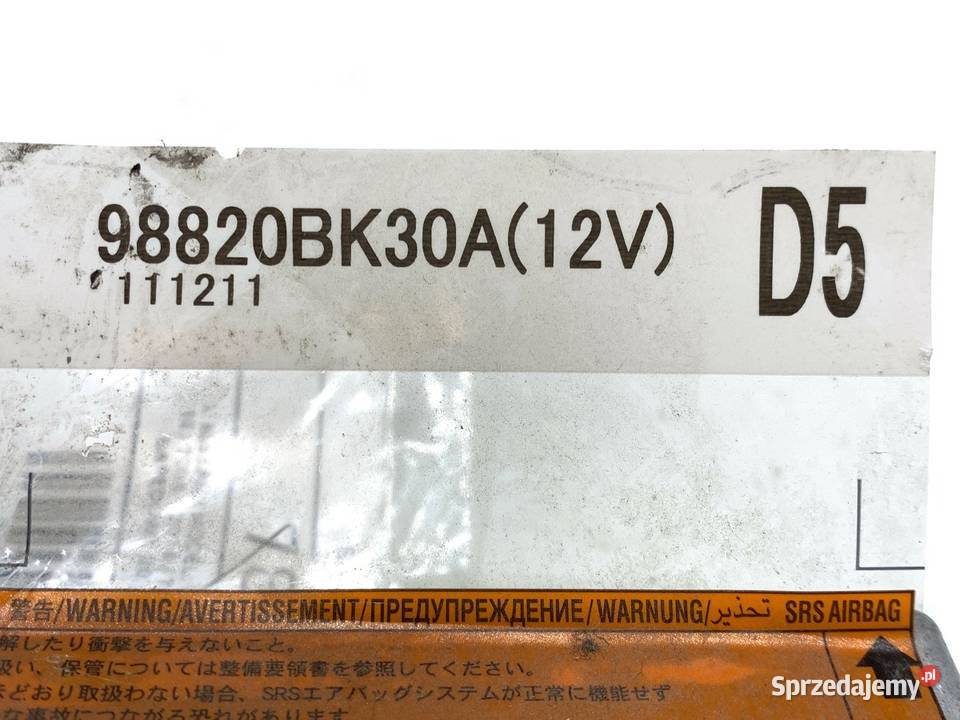 98820BK30A(12V)
D5
111211
警告/WARNING/AVERTISSEMENT/ПРЕДУПРЕЖДЕНИЕ/WARNUNG/تحذير SRS AIRBAG
解したり衝撃を与えないこと。
扱い、保管については整備要領書を参照してください。
どおり取扱わない場合、SRSエアバッグシステムが正常に機能せず
な事故につながる恐れがあります。
Sprzedajemy.pl